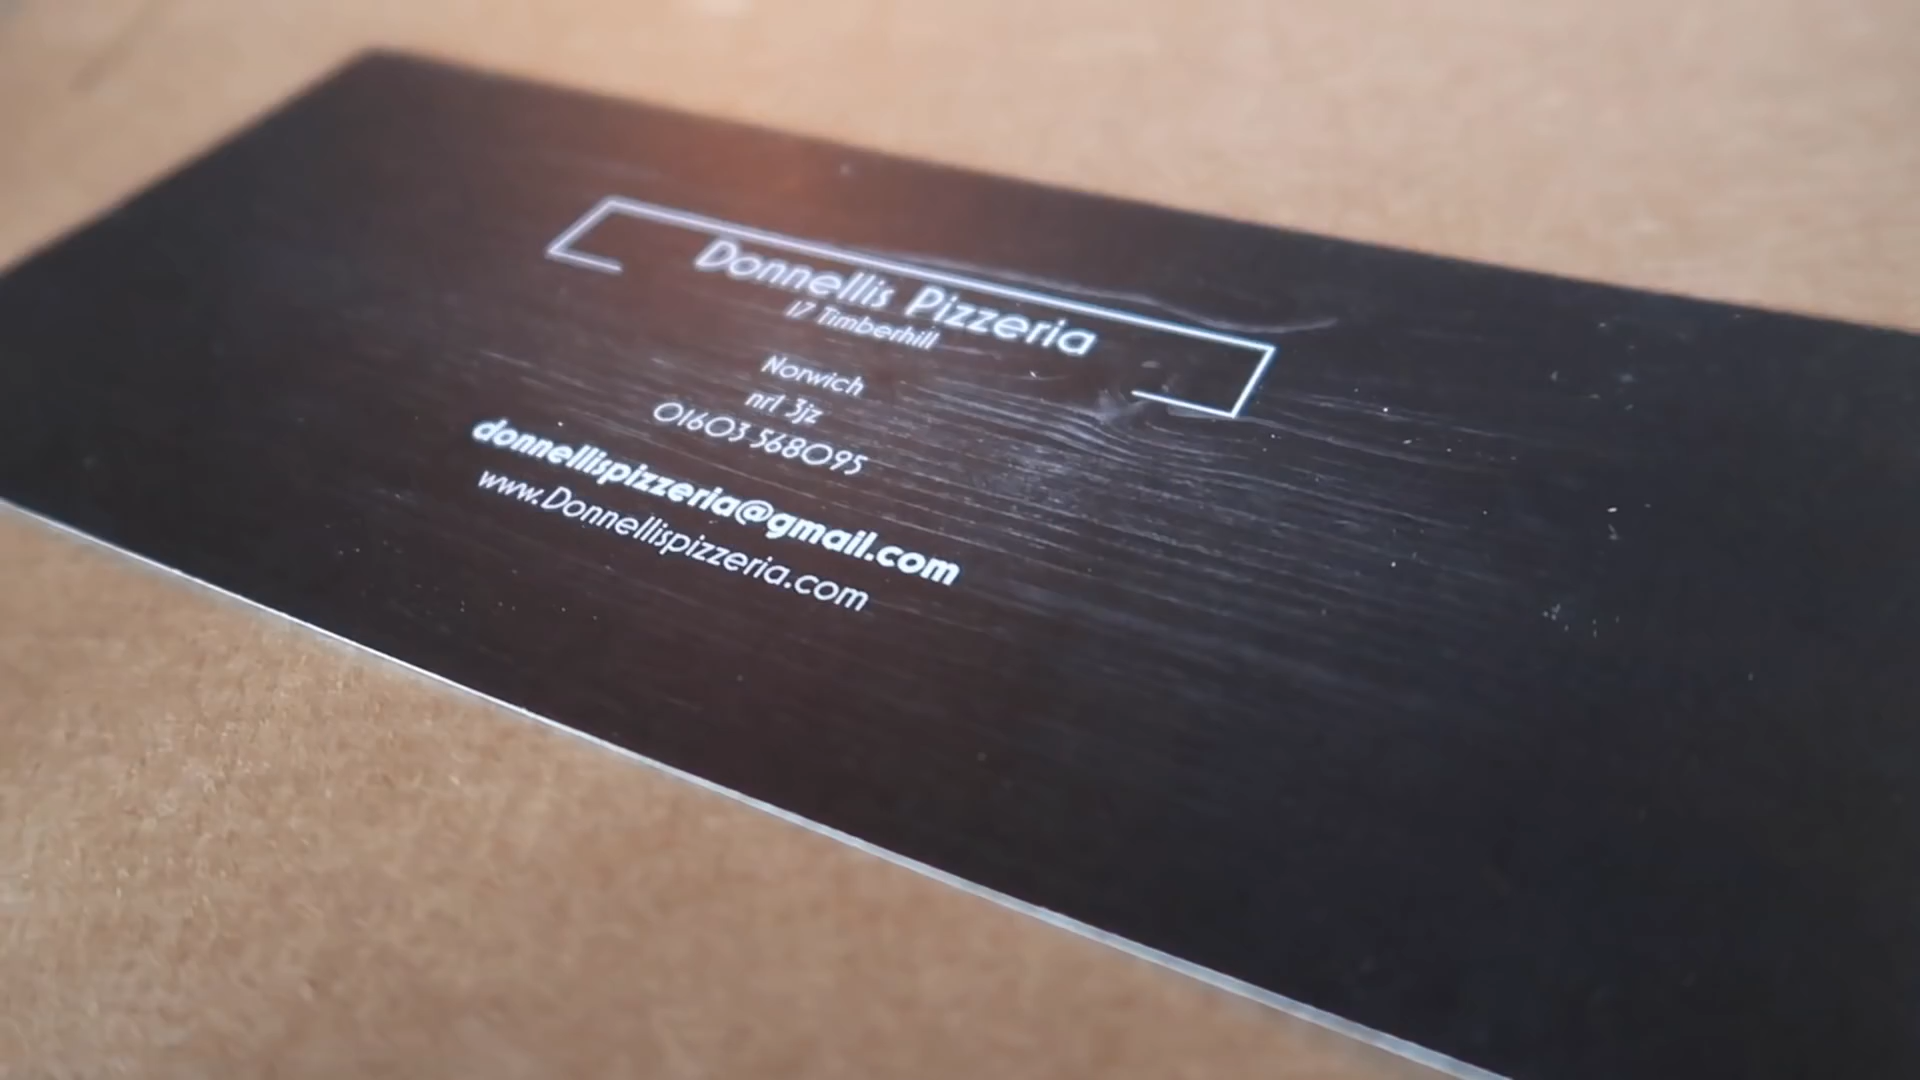 Donnellis Pizzeria
17 Timberhill
Norwich
nr1 3jz
01603 568095
donnellispizzeria@gmail.com
www.Donnellispizzeria.com